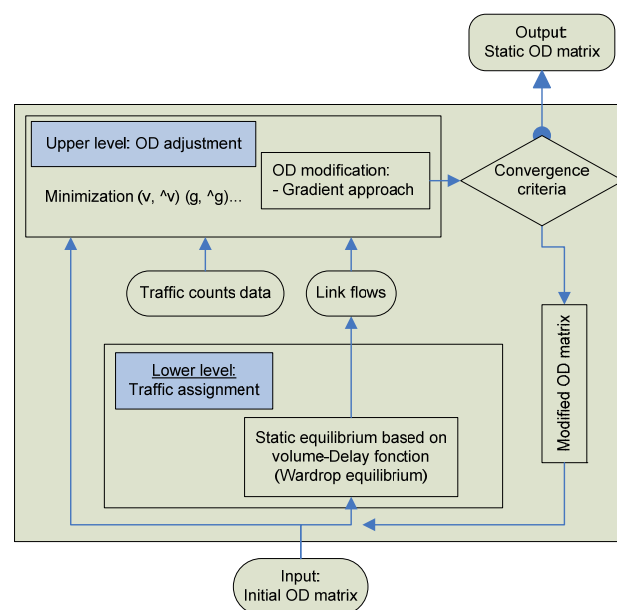 Output:
Static OD matrix
Upper level: OD adjustment
OD modification:
- Gradient approach
Minimization (v, ^v) (g, ^g)...
Convergence
criteria
Traffic counts data
Link flows
Modified OD matrix
Lower level:
Traffic assignment
Static equilibrium based on
volume-Delay fonction
(Wardrop equilibrium)
Input:
Initial OD matrix